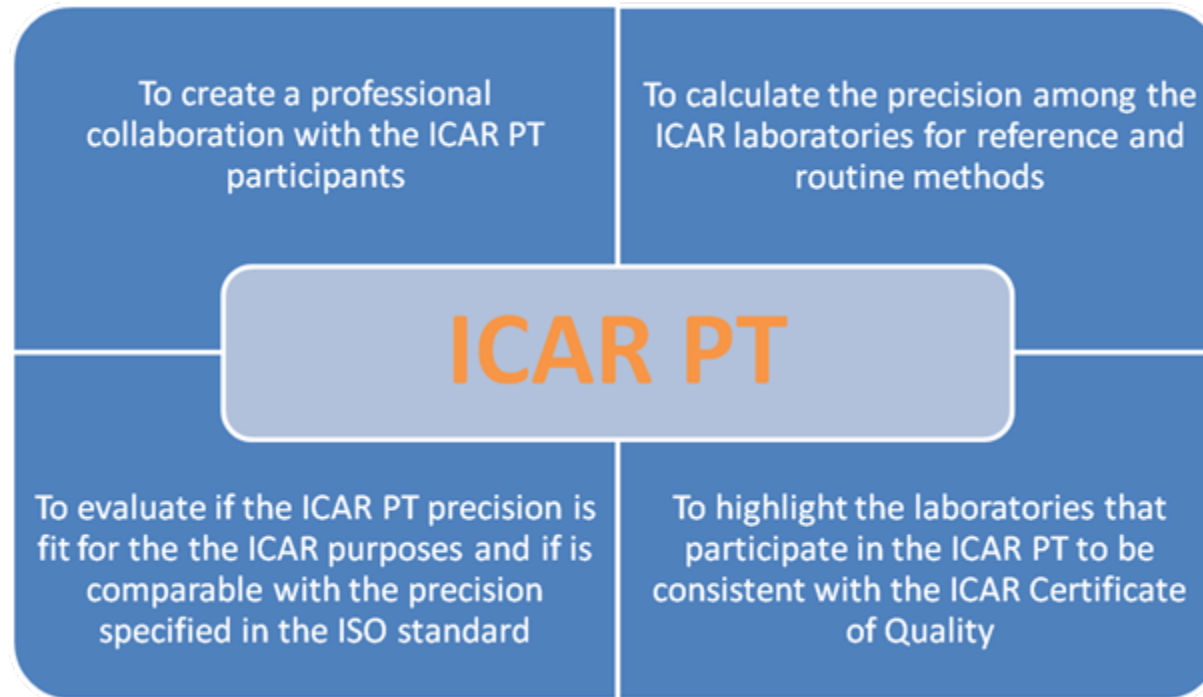 To create a professional
collaboration with the ICAR PT
participants
To calculate the precision among the
ICAR laboratories for reference and
routine methods
ICAR PT
To evaluate if the ICAR PT precision is
fit for the the ICAR purposes and if is
comparable with the precision
specified in the ISO standard
To highlight the laboratories that
participate in the ICAR PT to be
consistent with the ICAR Certificate
of Quality